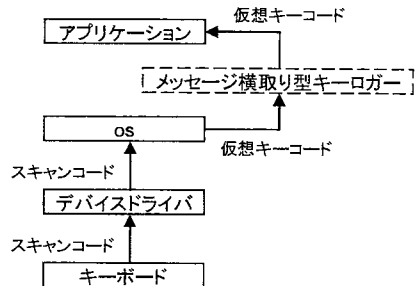 仮想キーコード
アプリケーション
メッセージ横取り型キーロガー
os
仮想キーコード
スキャンコード
デバイスドライバ
スキャンコード
キーボード